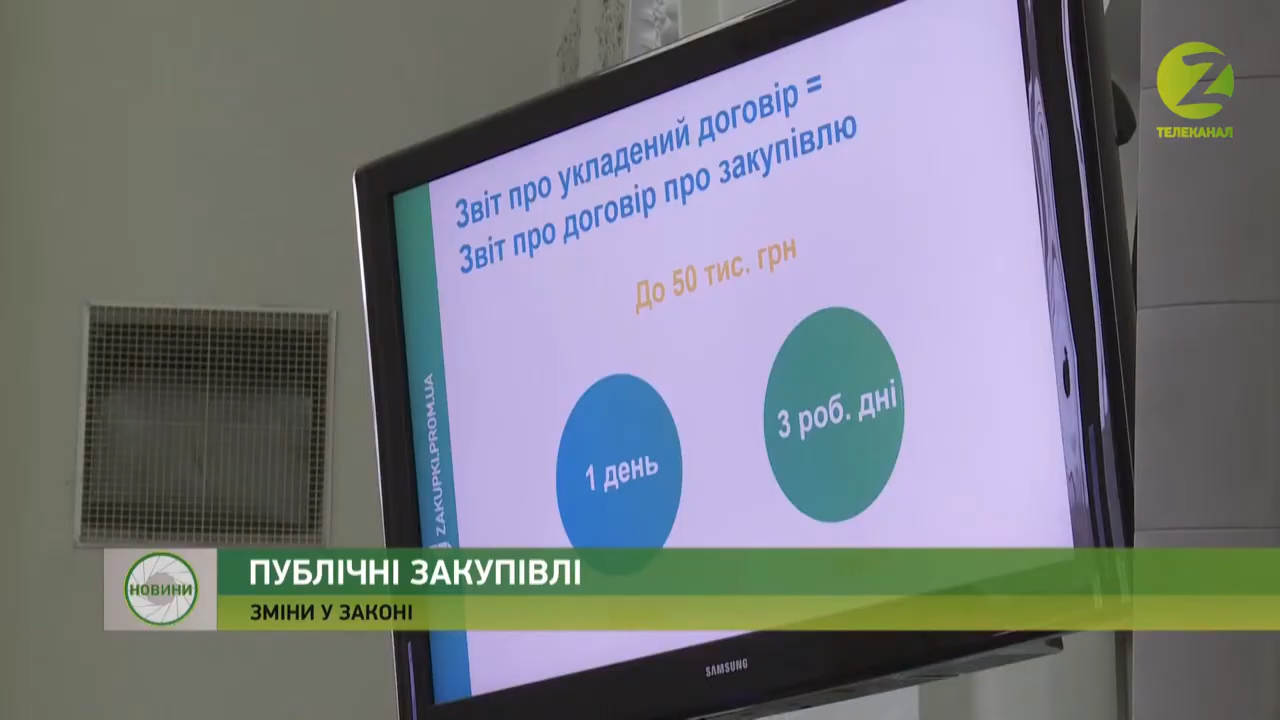 Z
ТЕЛЕКАНАЛ
Звіт про укладений договір =
Звіт про договір про закупівлю
До 50 тис. грн
1 день
3 роб. дні
ZAKUPKI.PROM.UA
НОВИНИ
ПУБЛІЧНІ ЗАКУПІВЛІ
ЗМІНИ У ЗАКОНІ
SAMSUNG